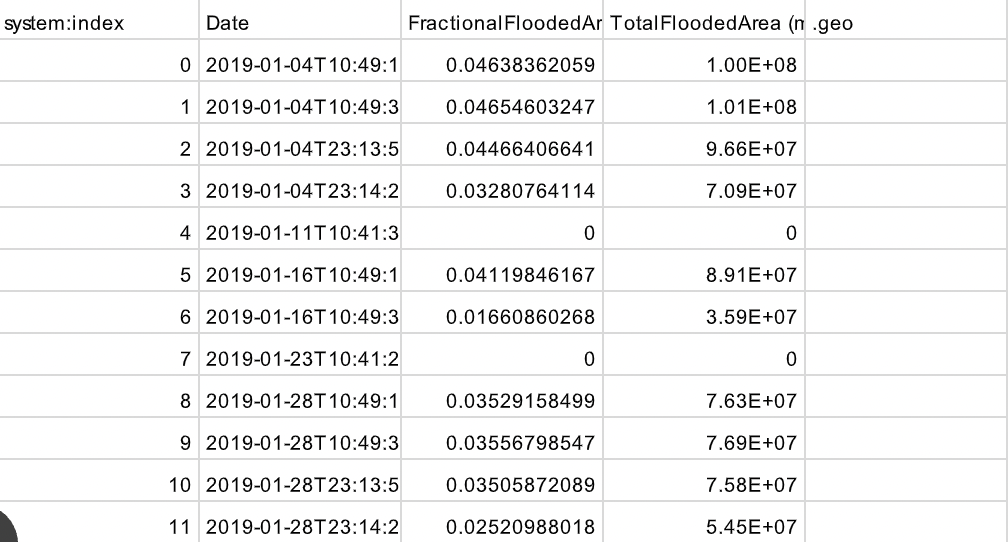 system:index Date FractionalFloodedAr TotalFloodedArea (m .geo
0 2019-01-04T10:49:1 0.04638362059 1.00E+08
1 2019-01-04T10:49:3 0.04654603247 1.01E+08
2 2019-01-04T23:13:5 0.04466406641 9.66E+07
3 2019-01-04T23:14:2 0.03280764114 7.09E+07
4 2019-01-11T10:41:3 0 0
5 2019-01-16T10:49:1 0.04119846167 8.91E+07
6 2019-01-16T10:49:3 0.01660860268 3.59E+07
7 2019-01-23T10:41:2 0 0
8 2019-01-28T10:49:1 0.03529158499 7.63E+07
9 2019-01-28T10:49:3 0.03556798547 7.69E+07
10 2019-01-28T23:13:5 0.03505872089 7.58E+07
11 2019-01-28T23:14:2 0.02520988018 5.45E+07